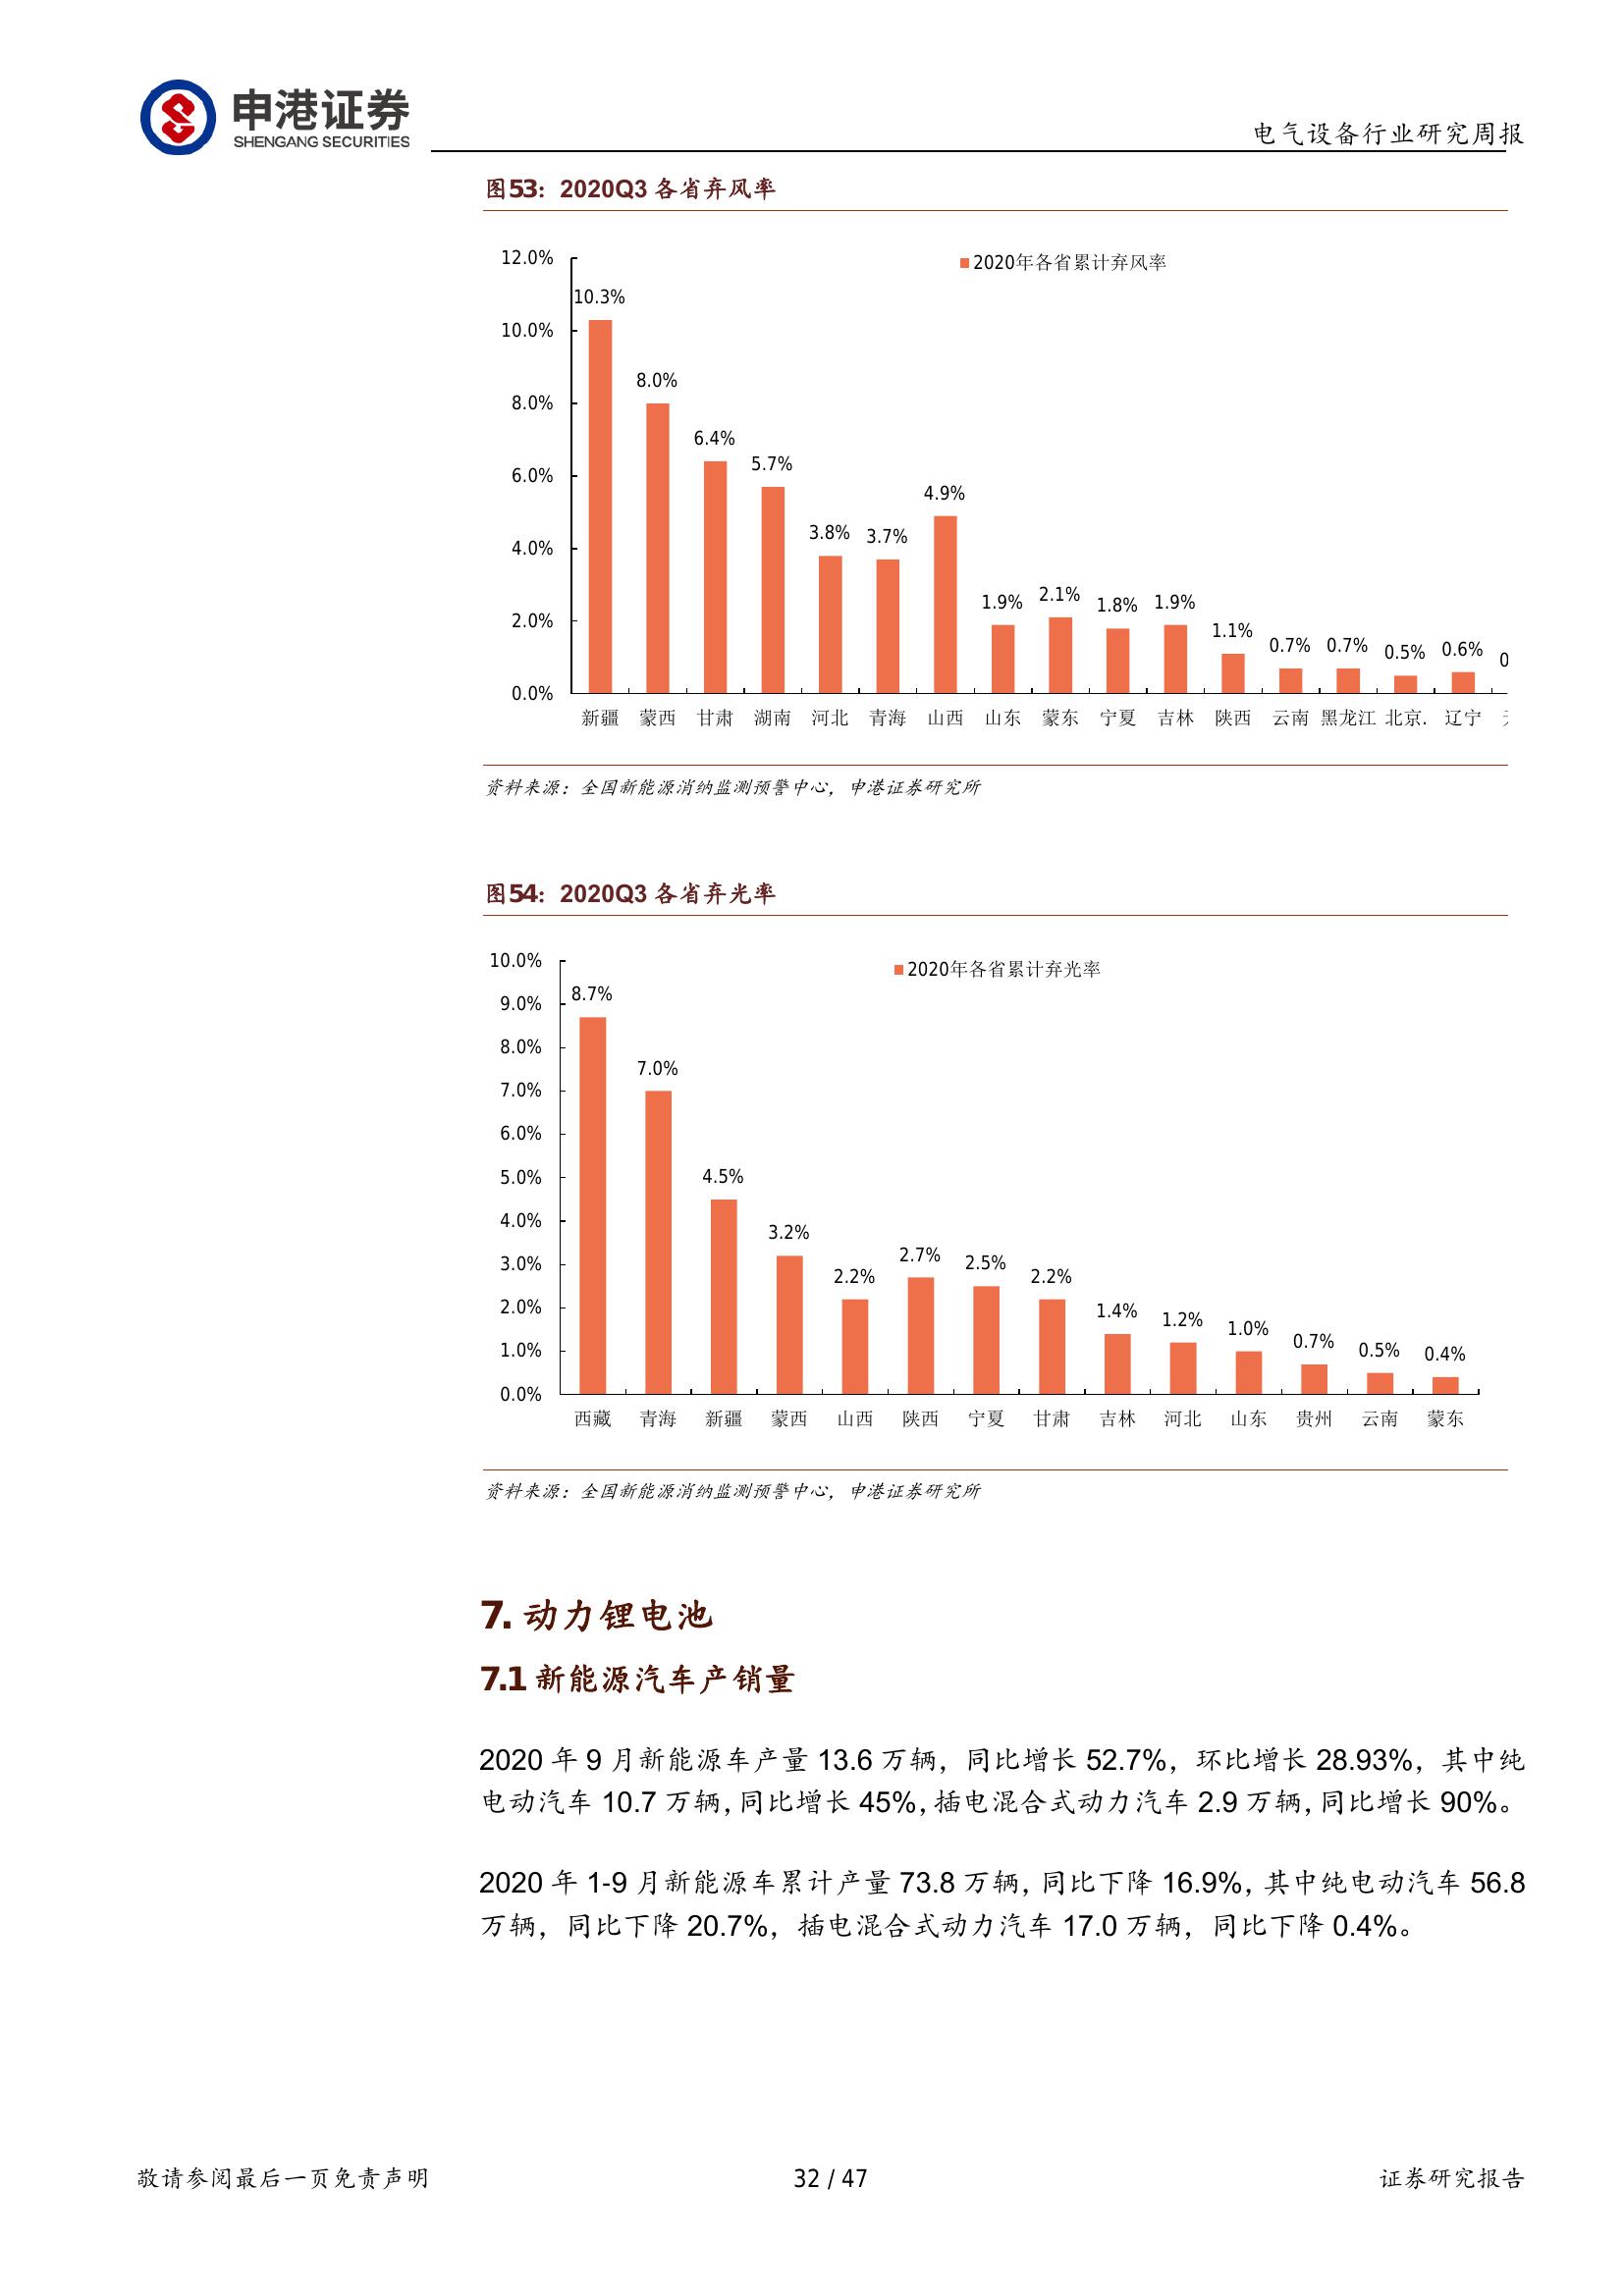 申港证券
SHENGANG SECURITIES
电气设备行业研究周报
图53：2020Q3 各省弃风率
2020年各省累计弃风率
12.0%
10.0%
8.0%
6.0%
4.0%
2.0%
0.0%
10.3% 8.0% 6.4% 5.7% 3.8% 3.7% 4.9% 1.9% 2.1% 1.8% 1.9% 1.1% 0.7% 0.7% 0.5% 0.6% 0
新疆 蒙西 甘肃 湖南 河北 青海 山西 山东 蒙东 宁夏 吉林 陕西 云南 黑龙江 北京. 辽宁
资料来源：全国新能源消纳监测预警中心，申港证券研究所
图54：2020Q3 各省弃光率
2020年各省累计弃光率
10.0%
9.0%
8.0%
7.0%
6.0%
5.0%
4.0%
3.0%
2.0%
1.0%
0.0%
8.7% 7.0% 4.5% 3.2% 2.2% 2.7% 2.5% 2.2% 1.4% 1.2% 1.0% 0.7% 0.5% 0.4%
西藏 青海 新疆 蒙西 山西 陕西 宁夏 甘肃 吉林 河北 山东 贵州 云南 蒙东
资料来源：全国新能源消纳监测预警中心，申港证券研究所
7. 动力锂电池
7.1 新能源汽车产销量
2020 年 9 月新能源车产量 13.6 万辆，同比增长 52.7%，环比增长 28.93%，其中纯
电动汽车 10.7 万辆，同比增长 45%，插电混合式动力汽车 2.9 万辆，同比增长 90%。
2020 年 1-9 月新能源车累计产量 73.8 万辆，同比下降 16.9%，其中纯电动汽车 56.8
万辆，同比下降 20.7%，插电混合式动力汽车 17.0 万辆，同比下降 0.4%。
敬请参阅最后一页免责声明
32 / 47
证券研究报告